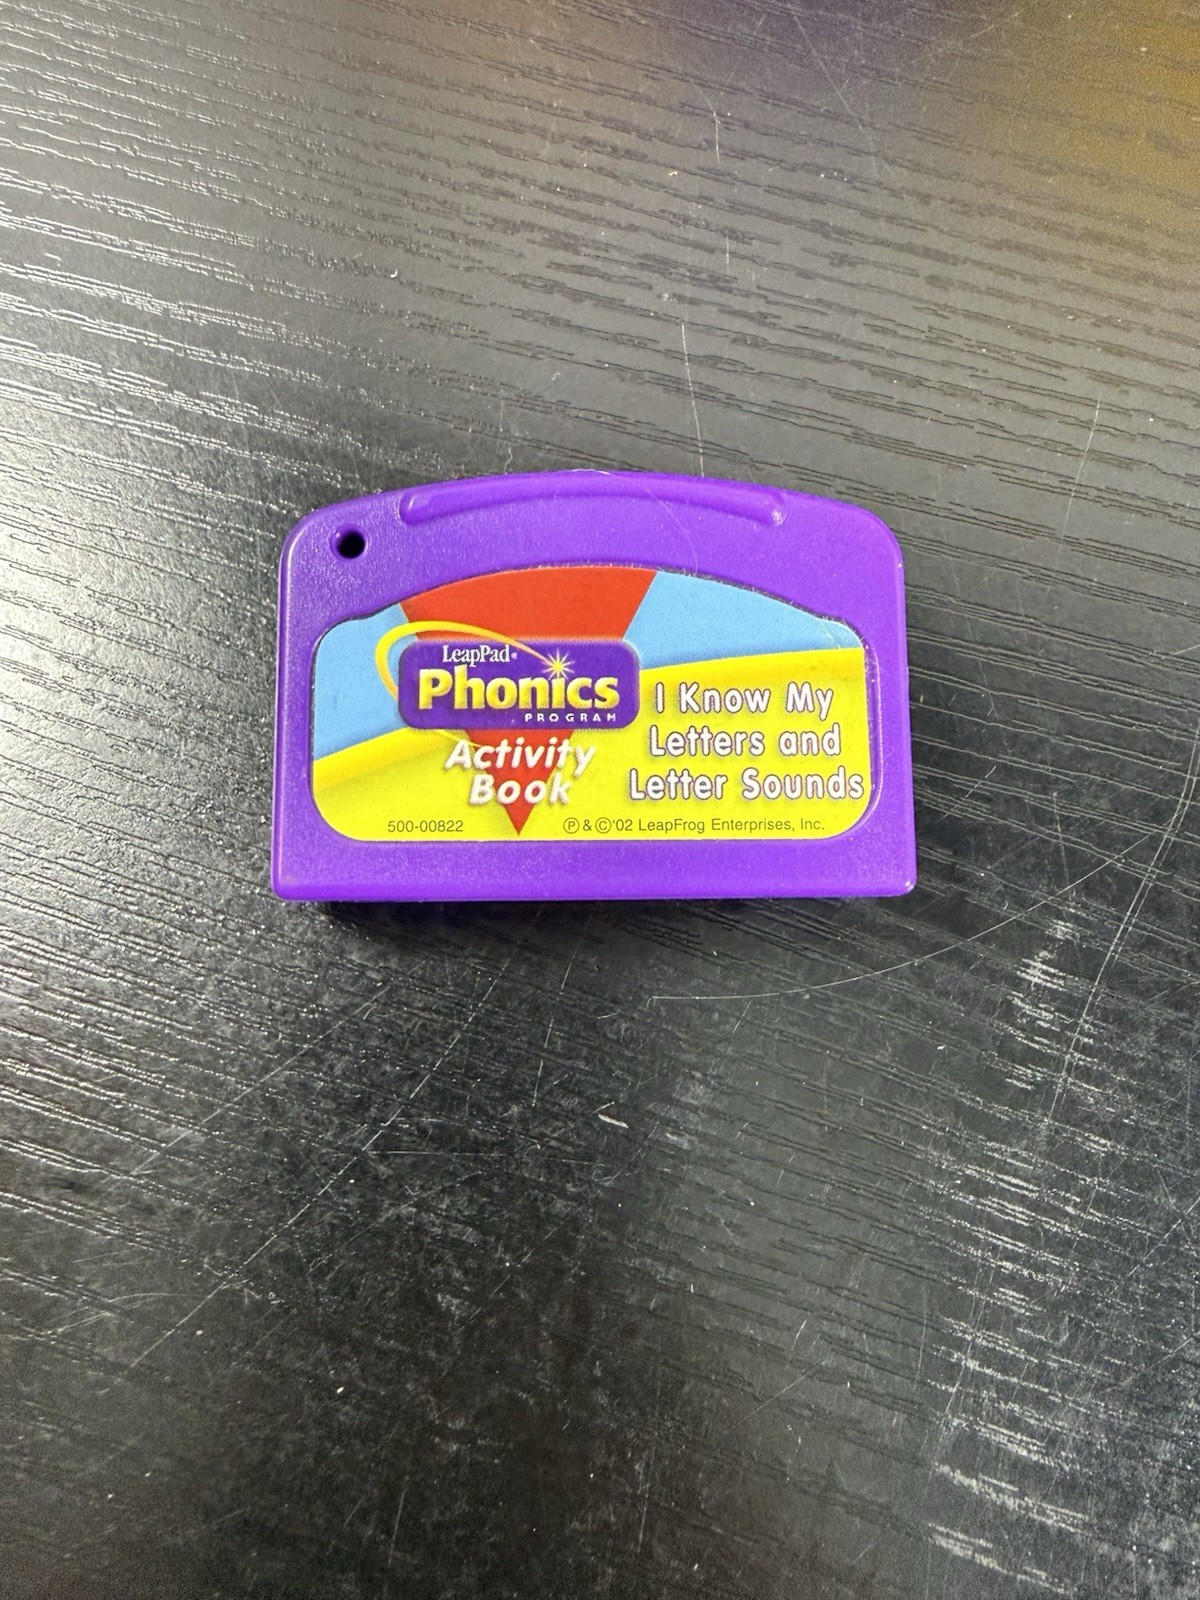 LeapPad®
Phonics
PROGRAM
Activity
Book
I Know My
Letters and
Letter Sounds
500-00822
Ⓟ & ©'02 LeapFrog Enterprises, Inc.